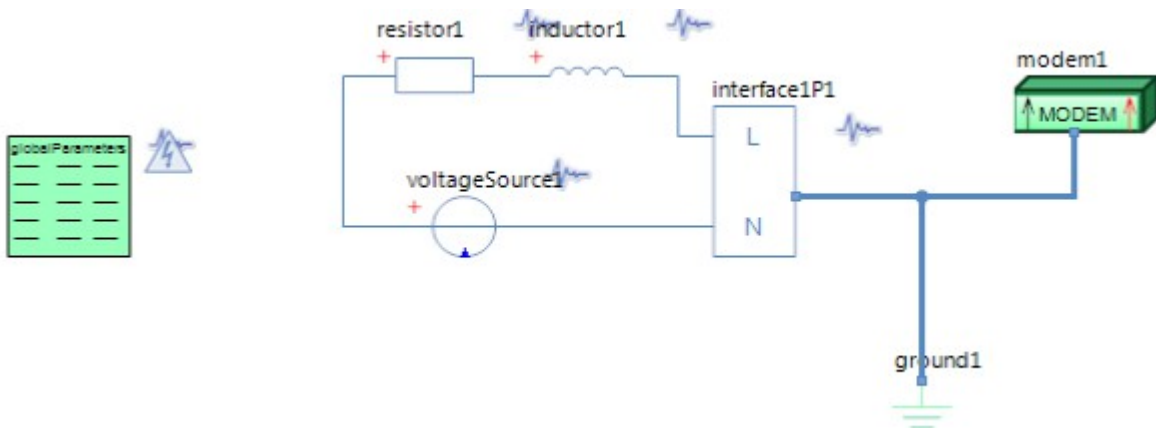 resistor1
inductor1
modem1
interface1P1
MODEM
L
globalParameters
voltageSource1
N
ground1